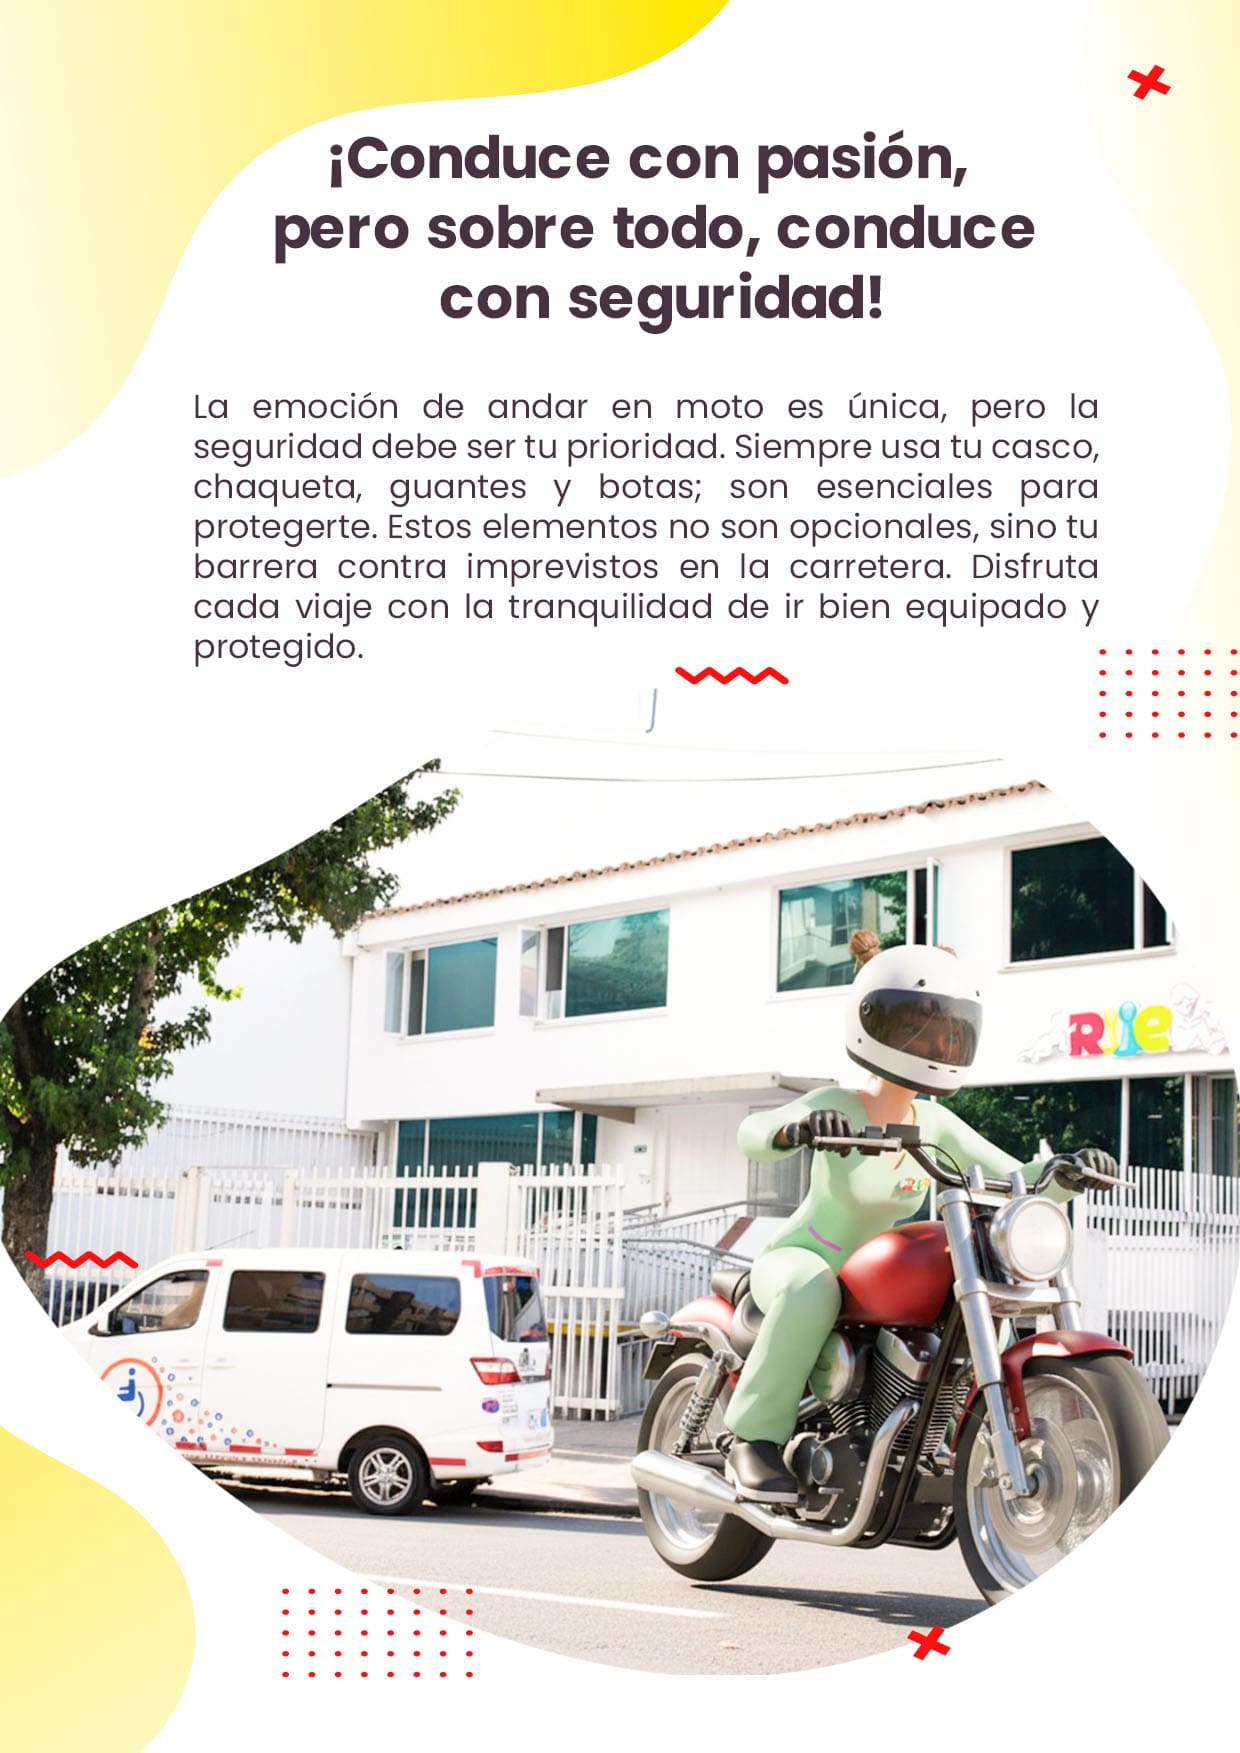 ¡Conduce con pasión,
pero sobre todo, conduce
con seguridad!
La emoción de andar en moto es única, pero la
seguridad debe ser tu prioridad. Siempre usa tu casco,
chaqueta, guantes y botas; son esenciales para
protegerte. Estos elementos no son opcionales, sino tu
barrera contra imprevistos en la carretera. Disfruta
cada viaje con la tranquilidad de ir bien equipado y
protegido.